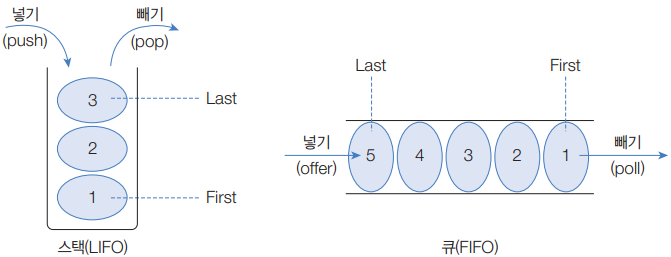 넣기
(push)
빼기
(pop)
3
Last
2
1
First
스택(LIFO)
Last
First
넣기
(offer)
5
4
3
2
1
빼기
(poll)
큐(FIFO)